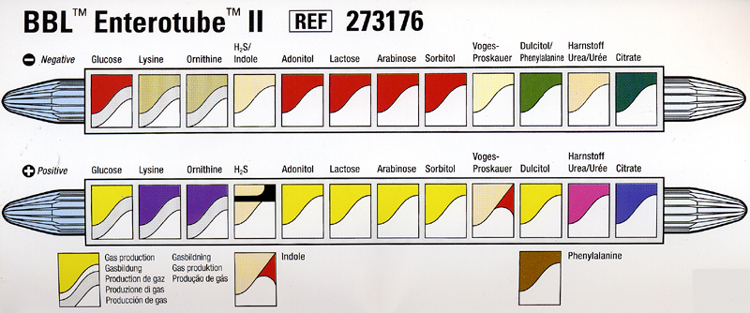 BBL™ Enterotube™ II REF 273176
Negative Glucose Lysine Ornithine H₂S/ Indole Adonitol Lactose Arabinose Sorbitol Voges- Proskauer Dulcitol/ Phenylalanine Harnstoff Urea/Urée Citrate
Positive Glucose Lysine Ornithine H₂S Adonitol Lactose Arabinose Sorbitol Voges- Proskauer Dulcitol Harnstoff Urea/Urée Citrate
Gas production Gasbildning Indole Phenylalanine
Gasbildung Gas produktion
Production de gaz Produção de gás
Produzione di gas
Producción de gas